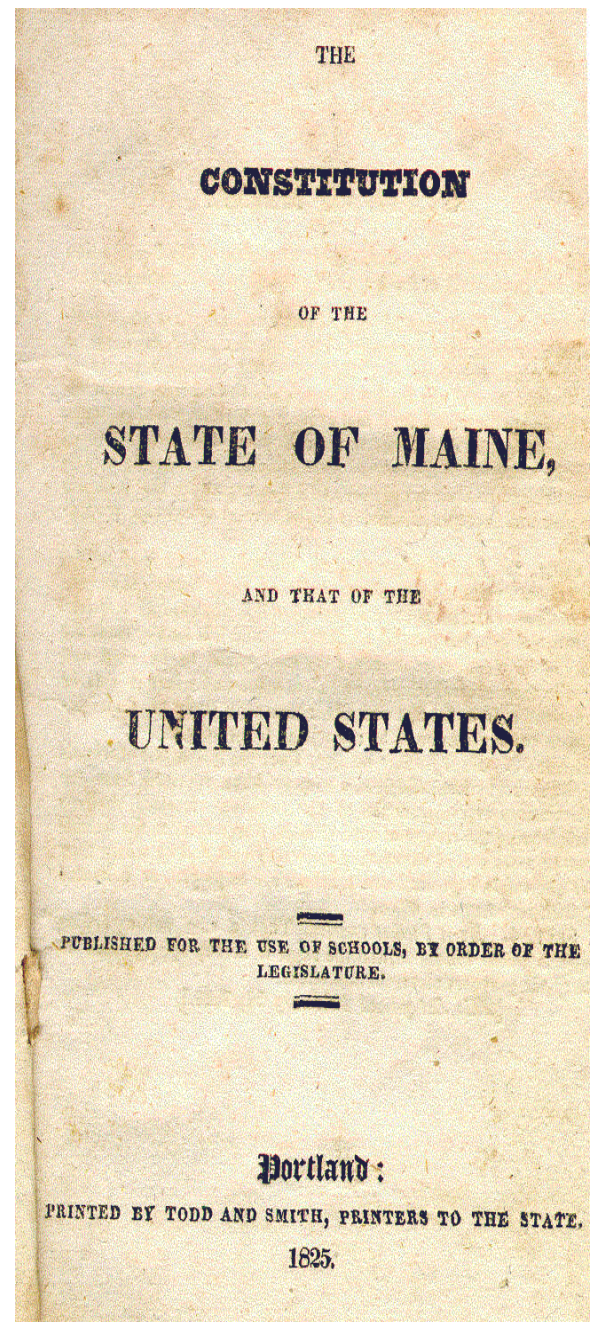 THE
CONSTITUTION
OF THE
STATE OF MAINE,
AND THAT OF THE
UNITED STATES.
PUBLISHED FOR THE USE OF SCHOOLS, BY ORDER OF THE
LEGISLATURE.
Portland:
PRINTED BY TODD AND SMITH, PRINTERS TO THE STATE.
1825.